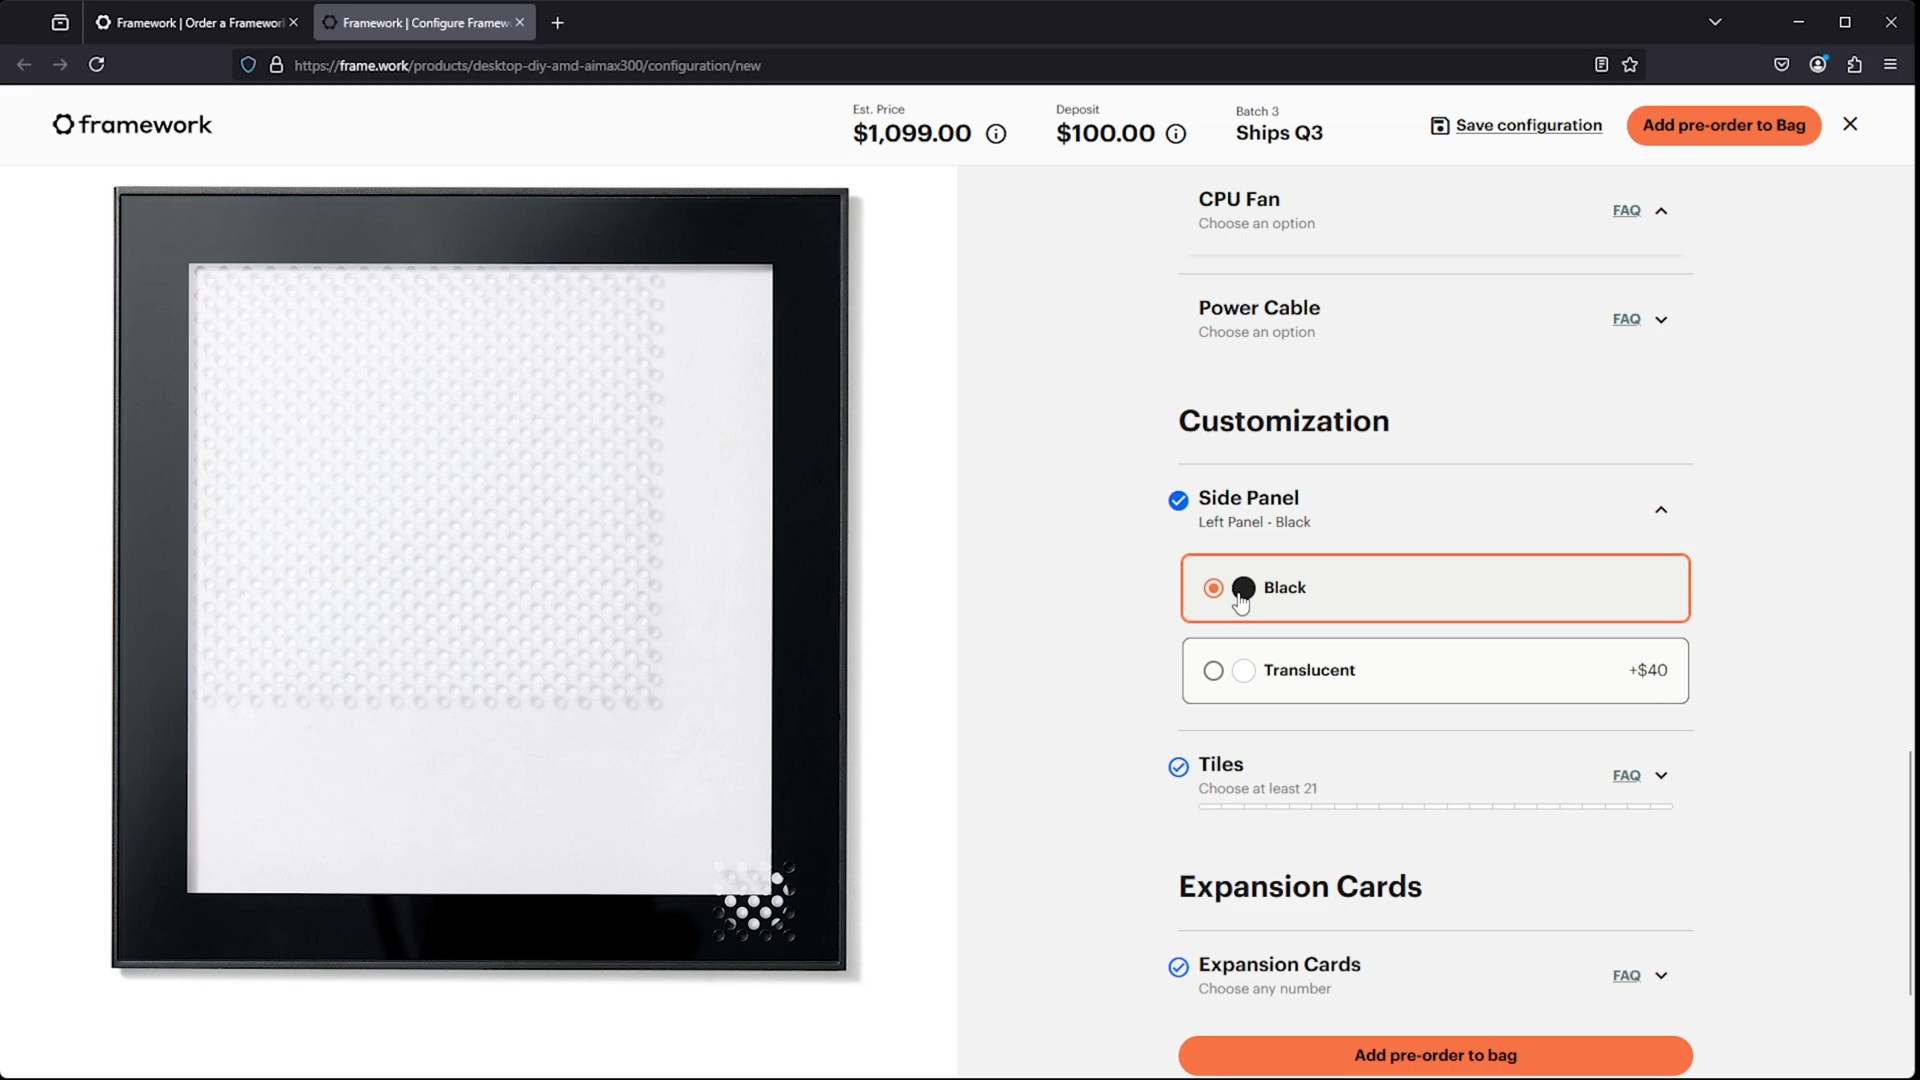 Framework | Order a Framewor
Framework | Configure Framew
https://frame.work/products/desktop-diy-amd-aimax300/configuration/new
framework
Est. Price
$1,099.00
Deposit
$100.00
Batch 3
Ships Q3
Save configuration
Add pre-order to Bag
CPU Fan
Choose an option
FAQ
Power Cable
Choose an option
FAQ
Customization
Side Panel
Left Panel - Black
Black
Translucent
+$40
Tiles
Choose at least 21
FAQ
Expansion Cards
Expansion Cards
Choose any number
FAQ
Add pre-order to bag